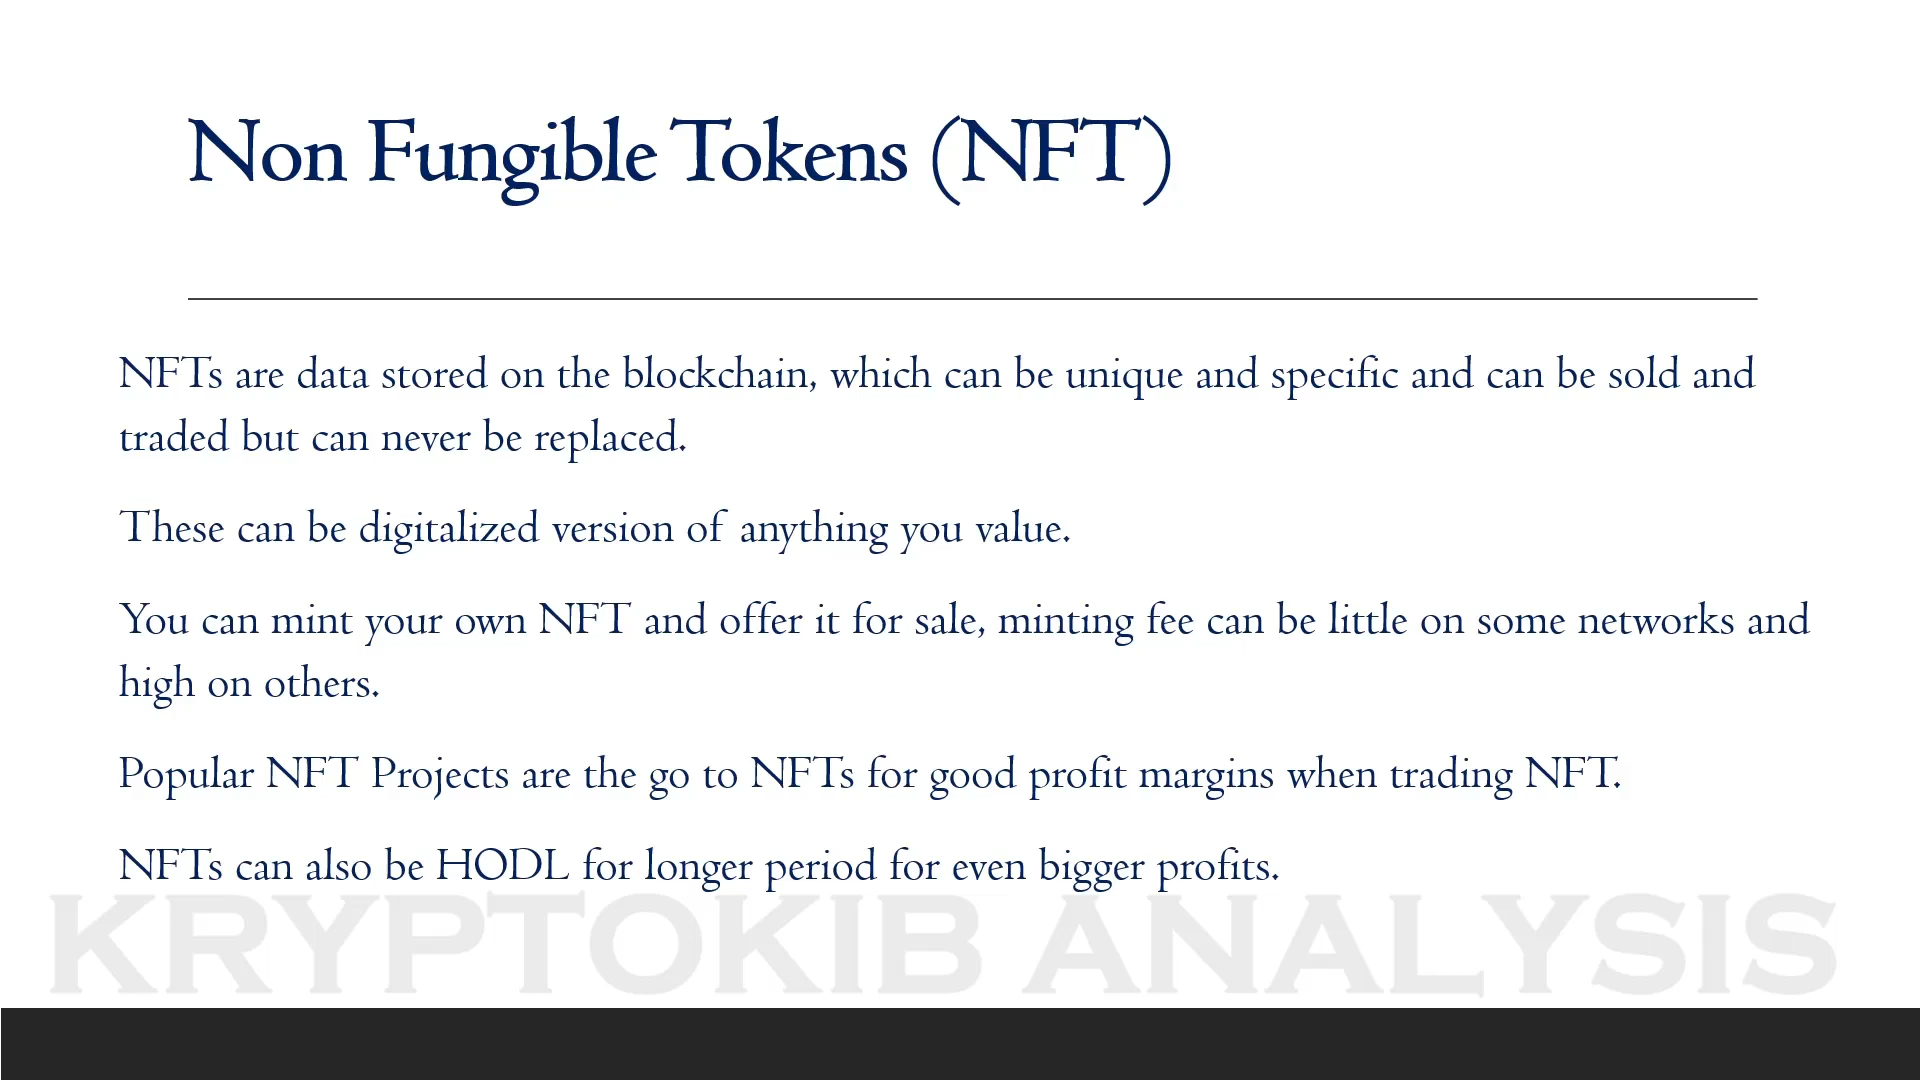 Non Fungible Tokens (NFT)
NFTs are data stored on the blockchain, which can be unique and specific and can be sold and
traded but can never be replaced.
These can be digitalized version of anything you value.
You can mint your own NFT and offer it for sale, minting fee can be little on some networks and
high on others.
Popular NFT Projects are the go to NFTs for good profit margins when trading NFT.
NFTs can also be HODL for longer period for even bigger profits.
KRYPTOKIB ANALYSIS